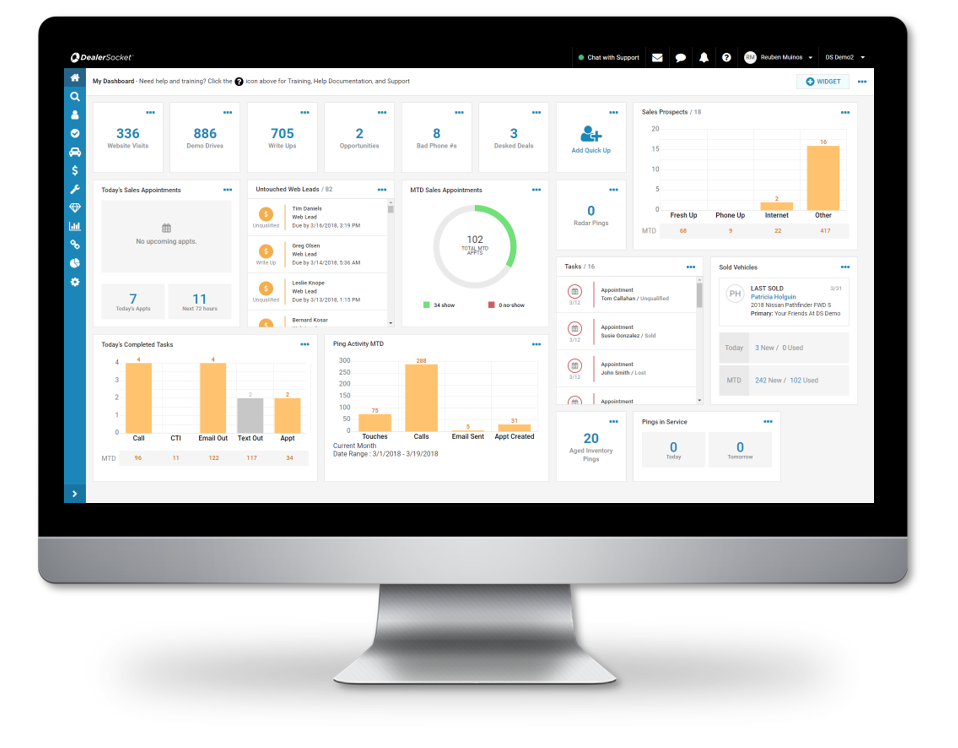 DealerSocket
Chat with Support
RM
Reuben Muinos
DS Demo2
My Dashboard - Need help and training? Click the ? icon above for Training, Help Documentation, and Support
WIDGET
336
Website Visits
886
Demo Drives
705
Write Ups
2
Opportunities
8
Bad Phone #s
3
Desked Deals
Add Quick Up
Sales Prospects / 18
20
15
10
5
0
2
16
Fresh Up
Phone Up
Internet
Other
MTD
68
9
22
417
Today's Sales Appointments
No upcoming appts.
7
Today's Appts
11
Next 72 hours
Untouched Web Leads / 82
Tim Daniels
Web Lead
Unqualified
Due by 3/16/2018, 3:19 PM
Greg Olsen
Web Lead
Write Up
Due by 3/14/2018, 5:36 AM
Leslie Knope
Web Lead
Unqualified
Due by 3/13/2018, 1:15 PM
Bernard Kosar
MTD Sales Appointments
102
TOTAL MTD
APPTS
34 show
0 no-show
0
Radar Pings
Tasks / 16
Appointment
3/12
Tom Callahan / Unqualified
Appointment
3/12
Susie Gonzalez / Sold
Appointment
3/12
John Smith / Lost
Appointment
Sold Vehicles
PH
LAST SOLD
3/31
Patricia Holguin
2018 Nissan Pathfinder FWD S
Primary: Your Friends At DS Demo
Today
3 New / 0 Used
MTD
242 New / 102 Used
Today's Completed Tasks
4
3
2
1
0
4
4
2
2
Call
CTI
Email Out
Text Out
Appt
MTD
96
11
122
117
34
Ping Activity MTD
300
250
200
150
100
50
0
75
288
5
31
Touches
Calls
Email Sent
Appt Created
Current Month
Date Range : 3/1/2018 - 3/19/2018
20
Aged Inventory
Pings
Pings in Service
0
Today
0
Tomorrow